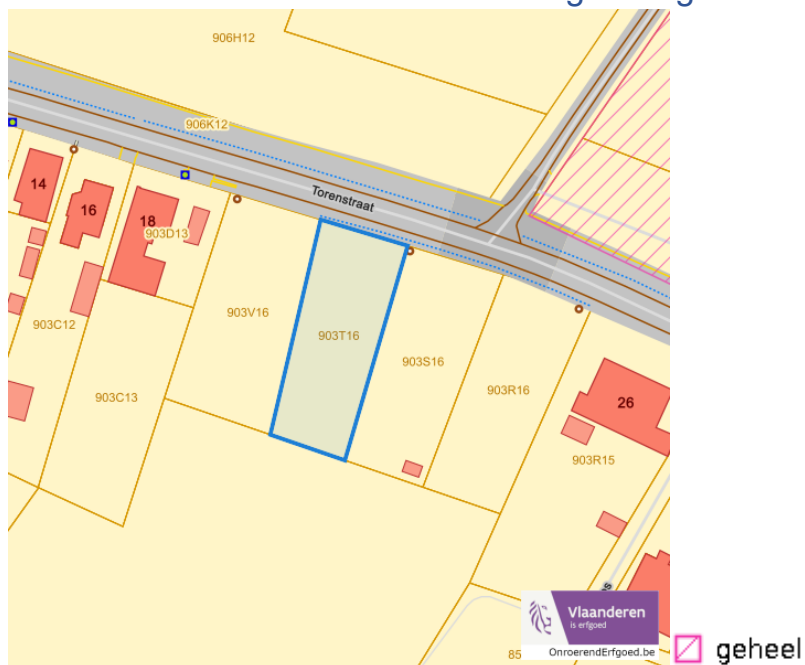 906H12
906K12
Torenstraat
14
16
18
903D13
903V16
903T16
903C12
903S16
903C13
903R16
26
903R15
Vlaanderen
is erfgoed
OnroerendErfgoed.be
85
geheel